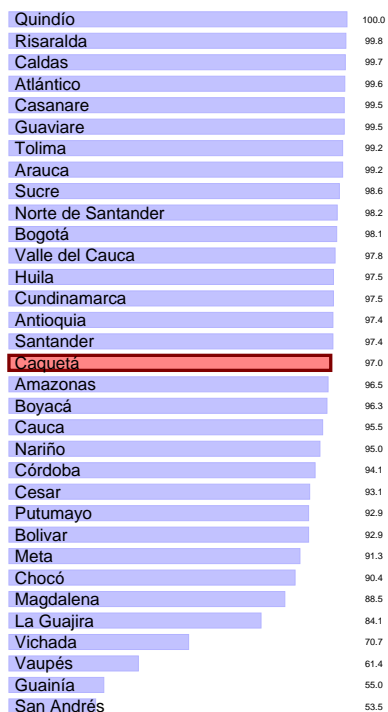 Quindío 100.0
Risaralda 99.8
Caldas 99.7
Atlántico 99.6
Casanare 99.5
Guaviare 99.5
Tolima 99.2
Arauca 99.2
Sucre 98.6
Norte de Santander 98.2
Bogotá 98.1
Valle del Cauca 97.8
Huila 97.5
Cundinamarca 97.5
Antioquia 97.4
Santander 97.4
Caquetá 97.0
Amazonas 96.5
Boyacá 96.3
Cauca 95.5
Nariño 95.0
Córdoba 94.1
Cesar 93.1
Putumayo 92.9
Bolivar 92.9
Meta 91.3
Chocó 90.4
Magdalena 88.5
La Guajira 84.1
Vichada 70.7
Vaupés 61.4
Guainía 55.0
San Andrés 53.5